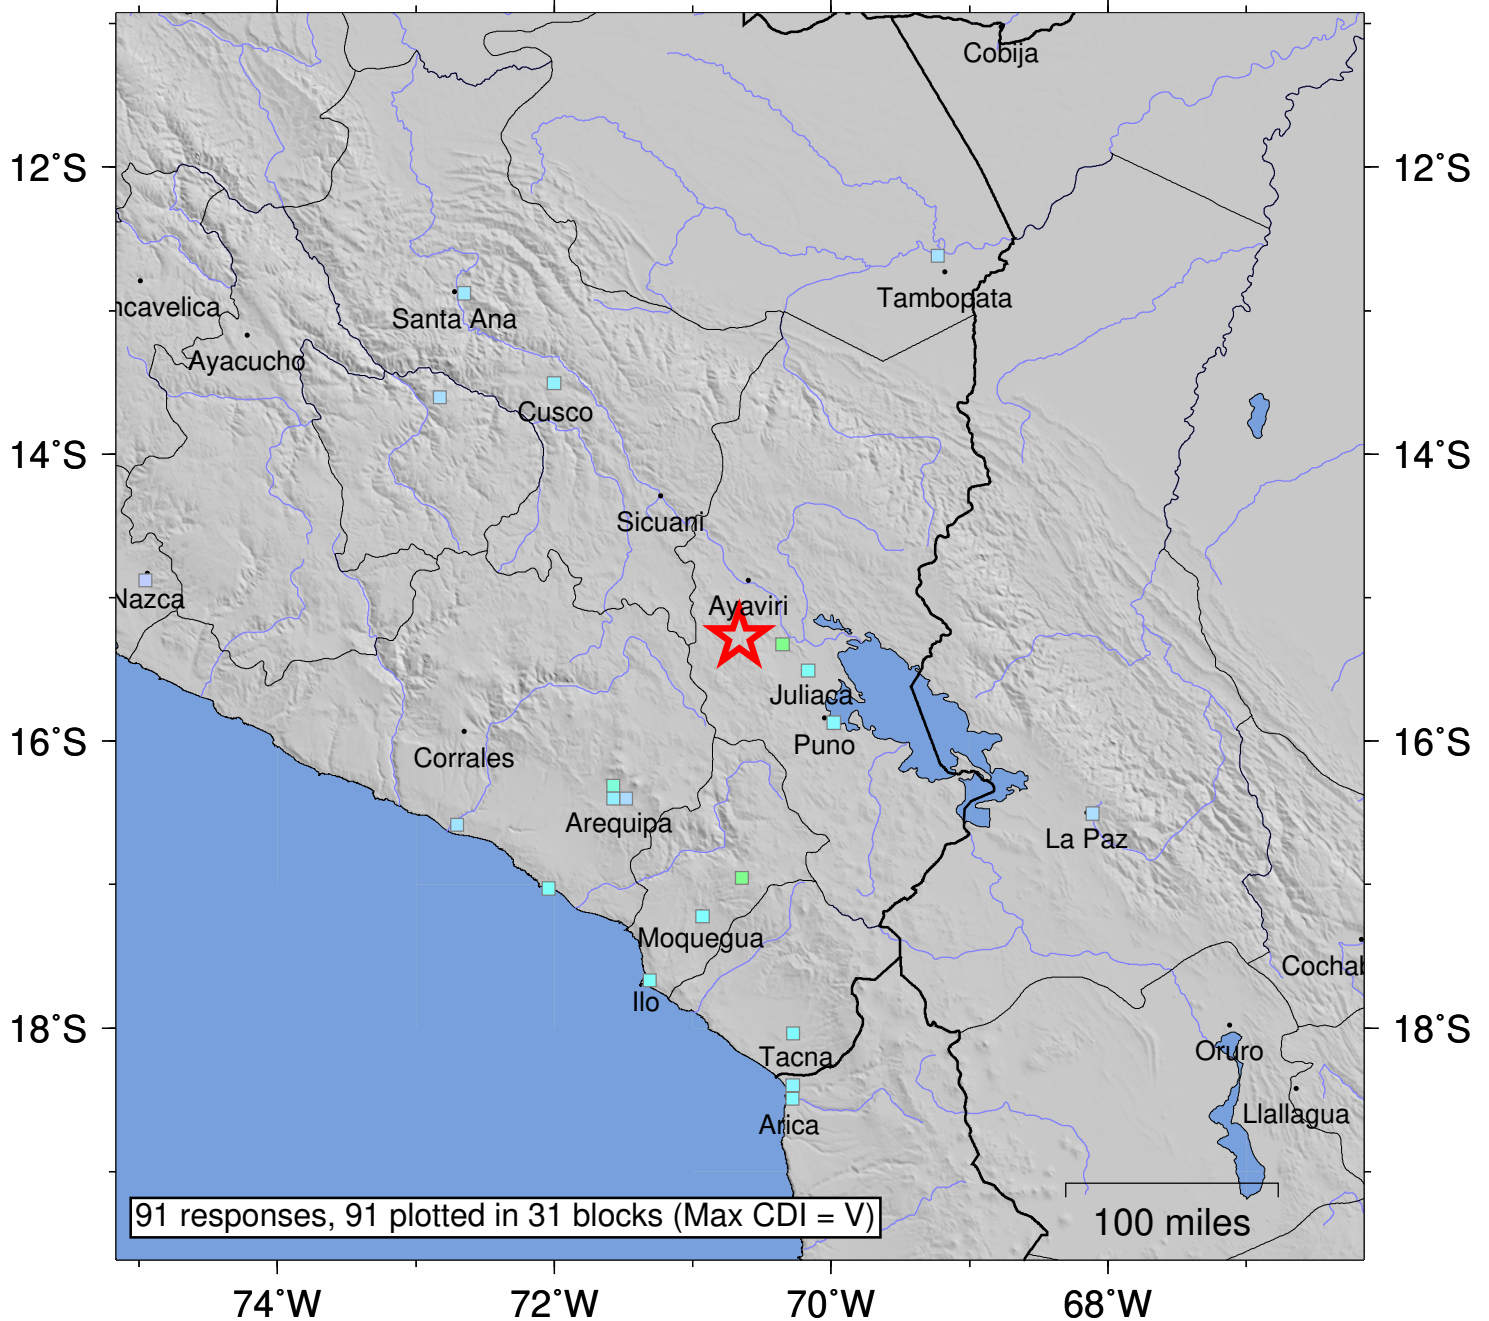 Cobija
12°S
12°S
Tambopata
ncavelica
Santa Ana
Ayacucho
Cusco
14°S
14°S
Sicuani
Nazca
Ayaviri
Juliaca
16°S
16°S
Puno
Corrales
Arequipa
La Paz
Moquegua
Cochab
Ilo
18°S
18°S
Tacna
Oruro
Llallagua
Arica
91 responses, 91 plotted in 31 blocks (Max CDI = V)
100 miles
74°W
72°W
70°W
68°W